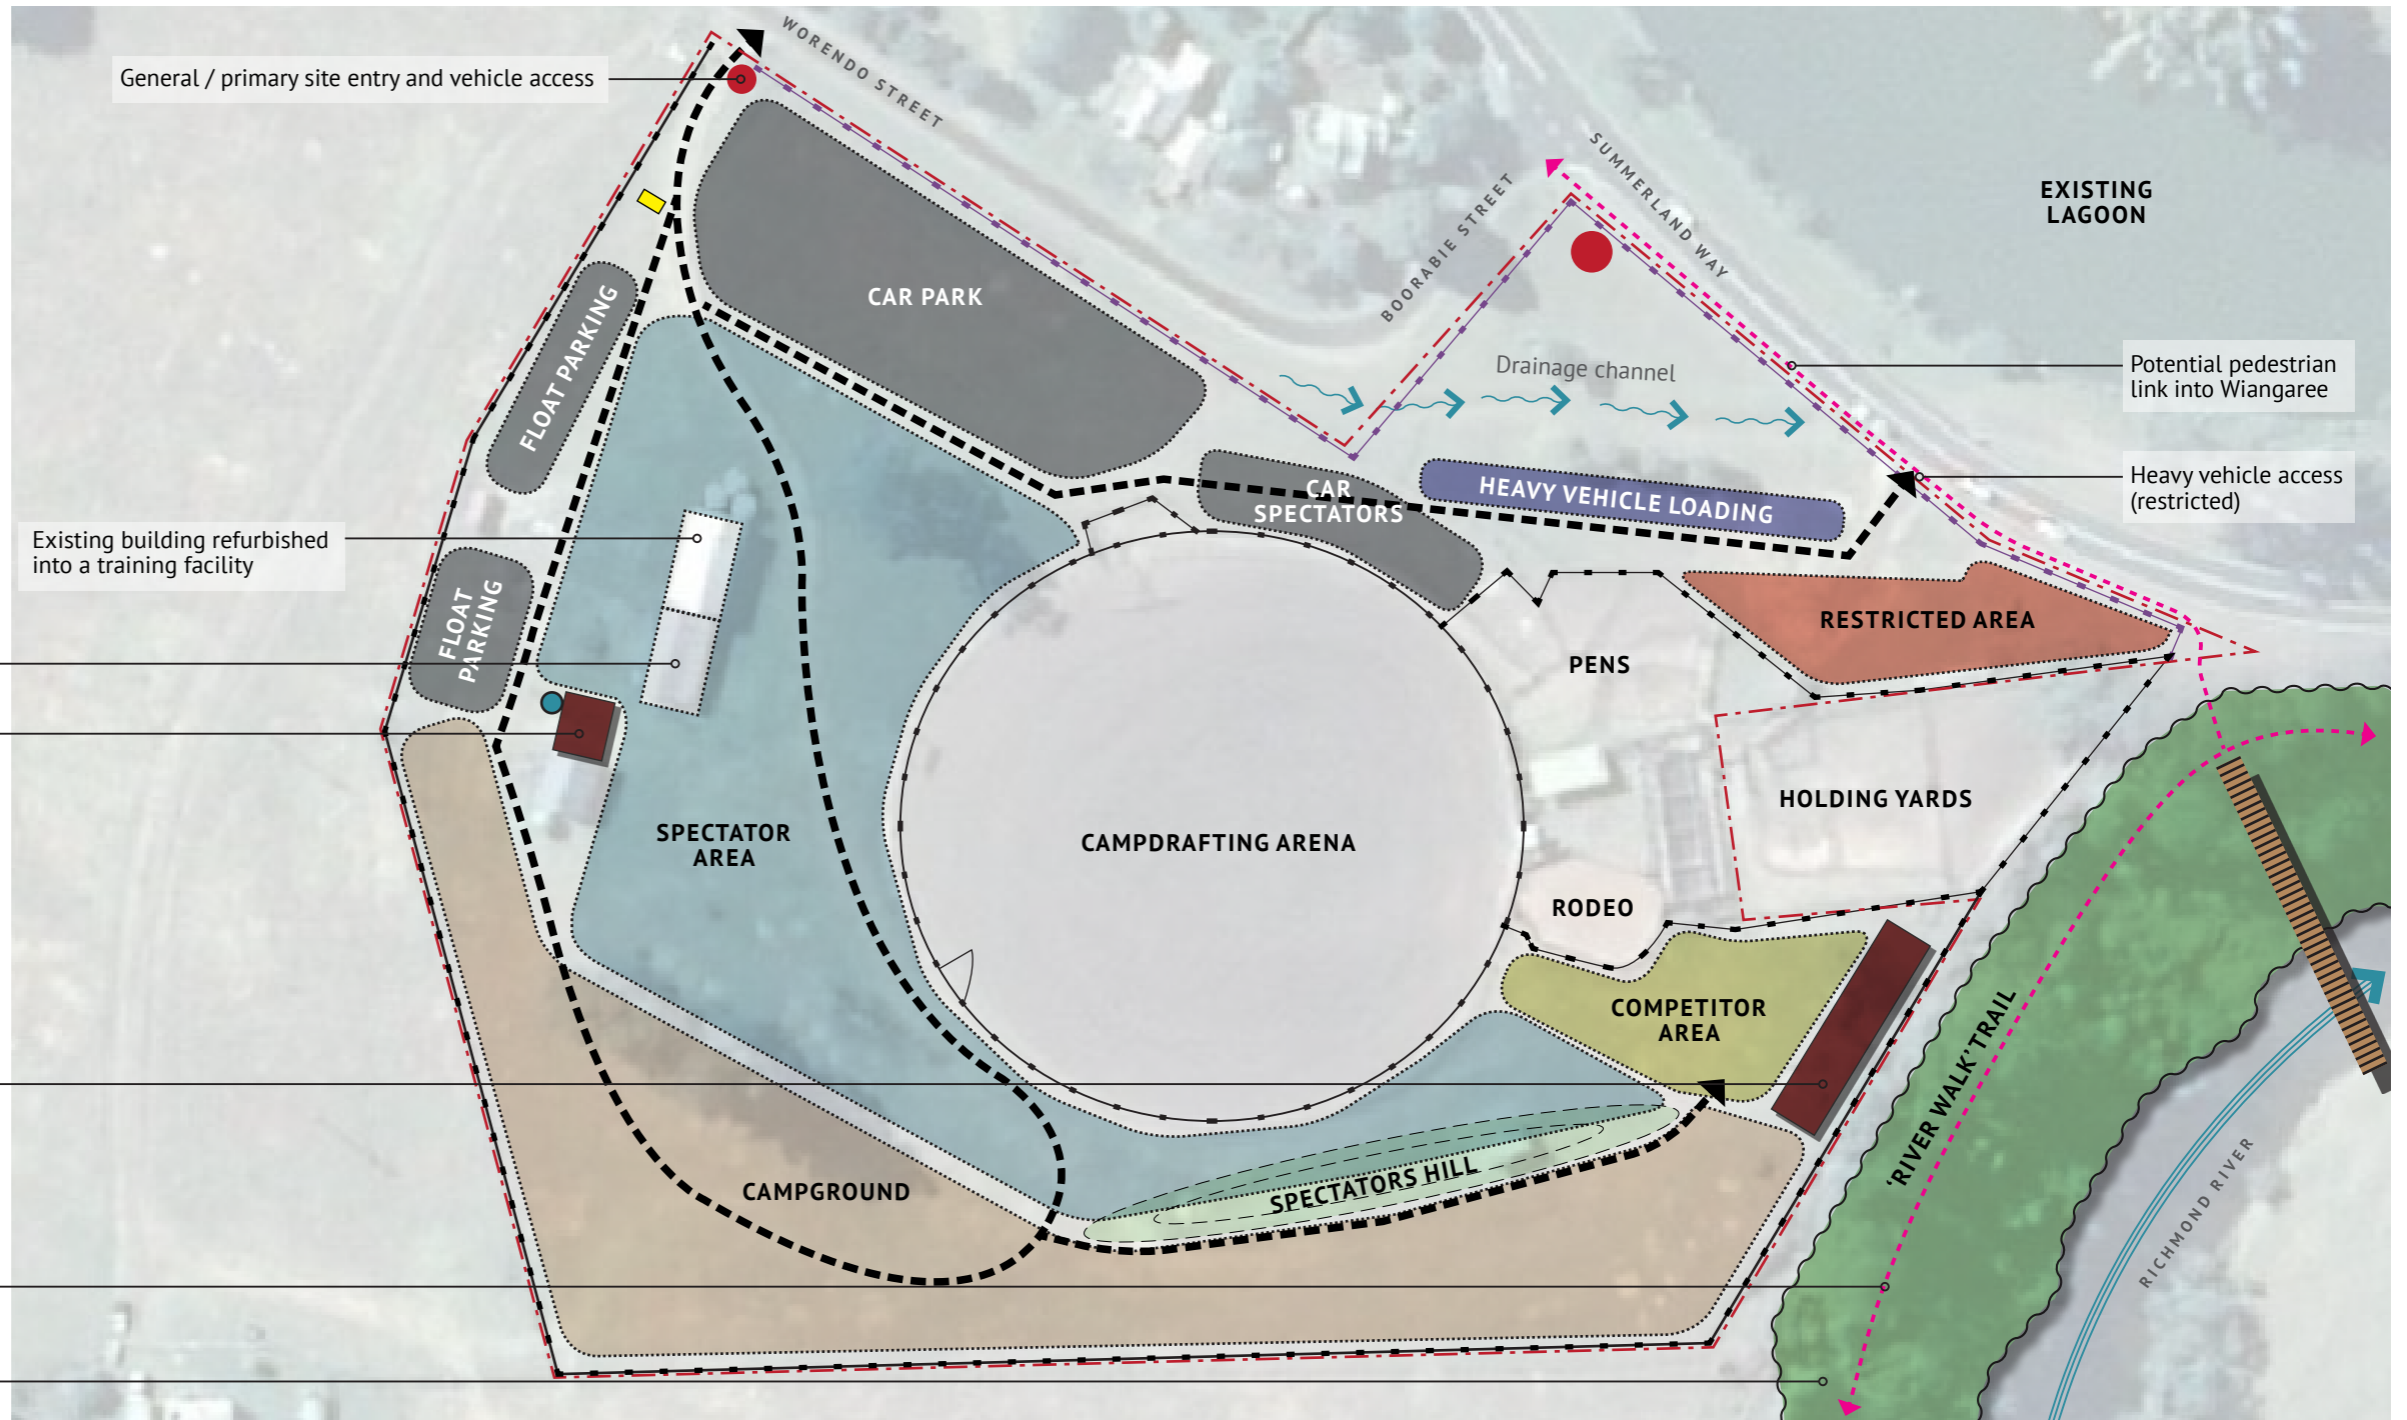 WORENDO STREET
General / primary site entry and vehicle access
SUMMERLAND WAY
BOORABIE STREET
EXISTING
LAGOON
CAR PARK
FLOAT PARKING
Drainage channel
Potential pedestrian
link into Wiangaree
Heavy vehicle access
(restricted)
CAR
SPECTATORS
HEAVY VEHICLE LOADING
Existing building refurbished
into a training facility
FLOAT
PARKING
RESTRICTED AREA
PENS
HOLDING YARDS
SPECTATOR
AREA
CAMPDRAFTING ARENA
RODEO
COMPETITOR
AREA
'RIVER WALK' TRAIL
SPECTATORS HILL
CAMPGROUND
RICHMOND RIVER